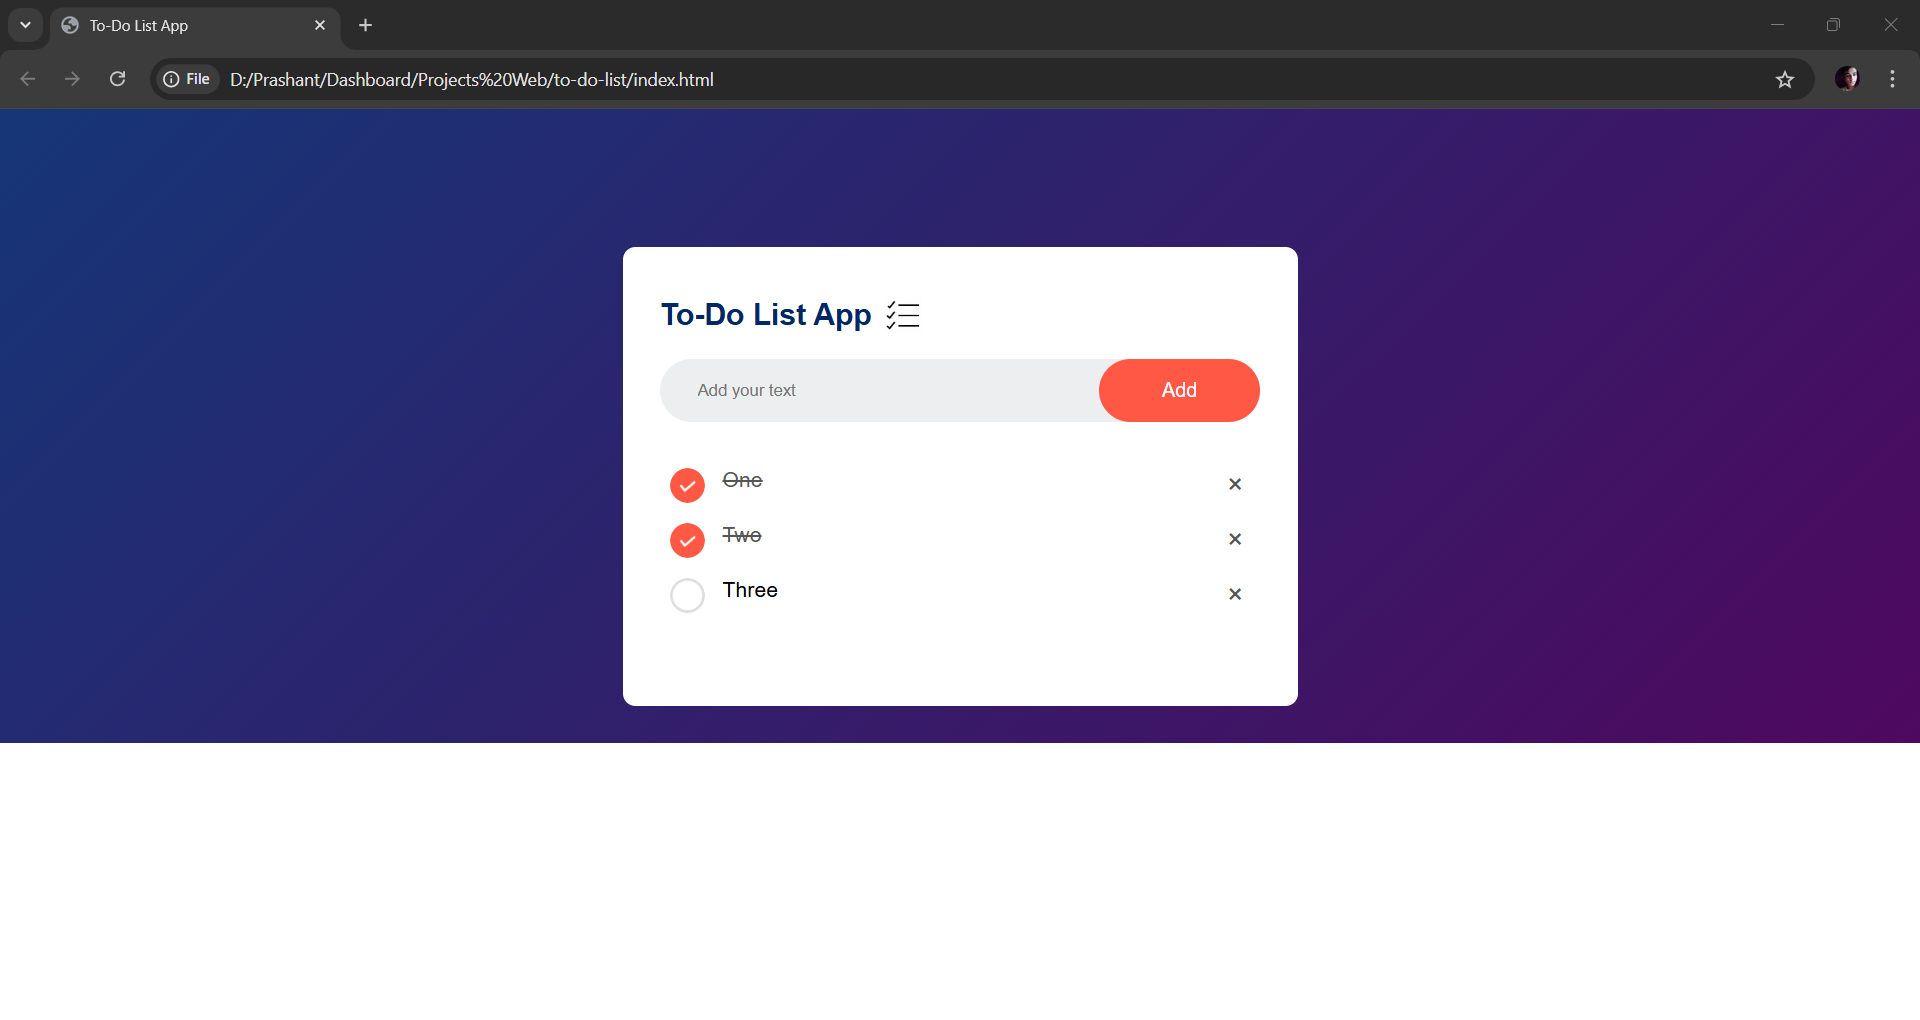 To-Do List App
File D:/Prashant/Dashboard/Projects%20Web/to-do-list/index.html
To-Do List App
Add your text Add
One
Two
Three